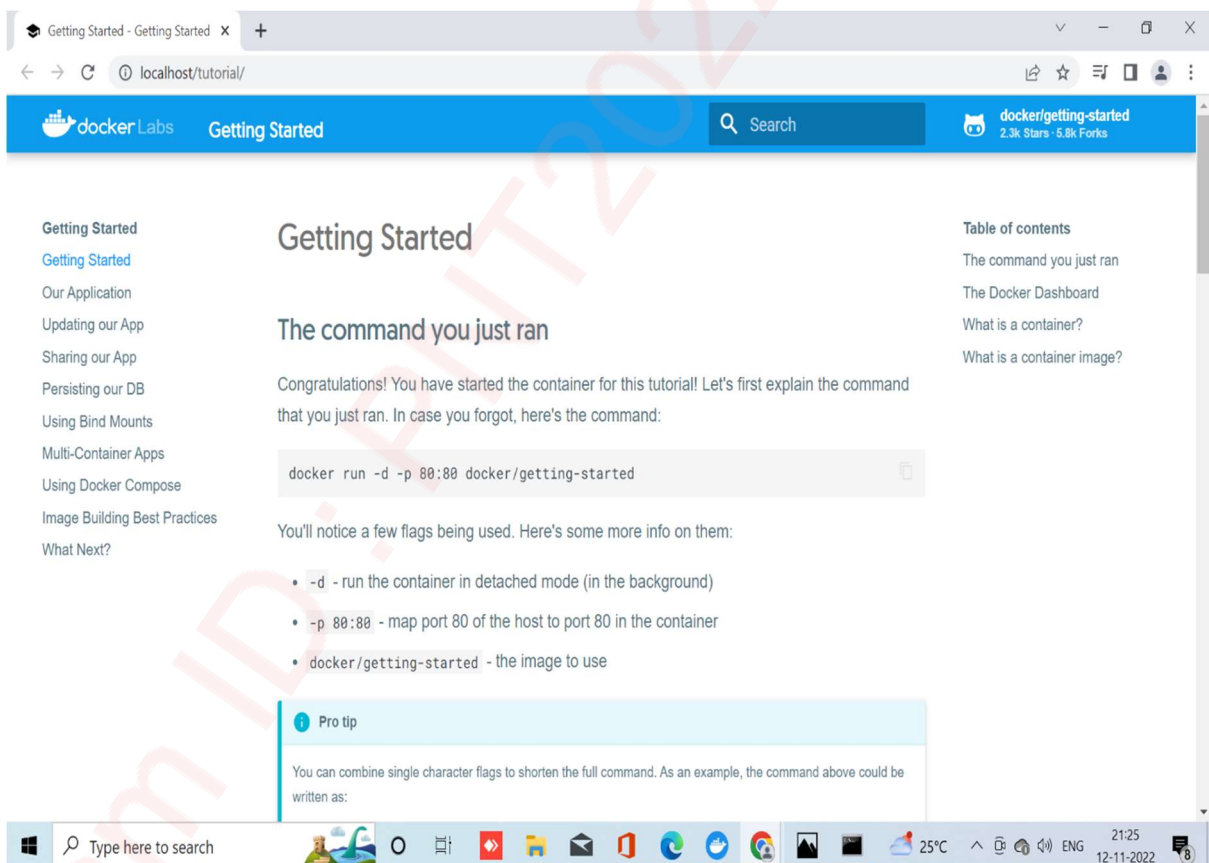 Getting Started - Getting Started
localhost/tutorial/
docker Labs Getting Started Search docker/getting-started
2.3k Stars · 5.8k Forks
Getting Started
Getting Started
Our Application
Updating our App
Sharing our App
Persisting our DB
Using Bind Mounts
Multi-Container Apps
Using Docker Compose
Image Building Best Practices
What Next?
Getting Started
The command you just ran
Congratulations! You have started the container for this tutorial! Let's first explain the command
that you just ran. In case you forgot, here's the command:
docker run -d -p 80:80 docker/getting-started
You'll notice a few flags being used. Here's some more info on them:
• -d - run the container in detached mode (in the background)
• -p 80:80 - map port 80 of the host to port 80 in the container
• docker/getting-started - the image to use
Pro tip
You can combine single character flags to shorten the full command. As an example, the command above could be
written as:
Table of contents
The command you just ran
The Docker Dashboard
What is a container?
What is a container image?
Type here to search 25°C ENG 21:25
12-11-2022
m ID : PIIT202